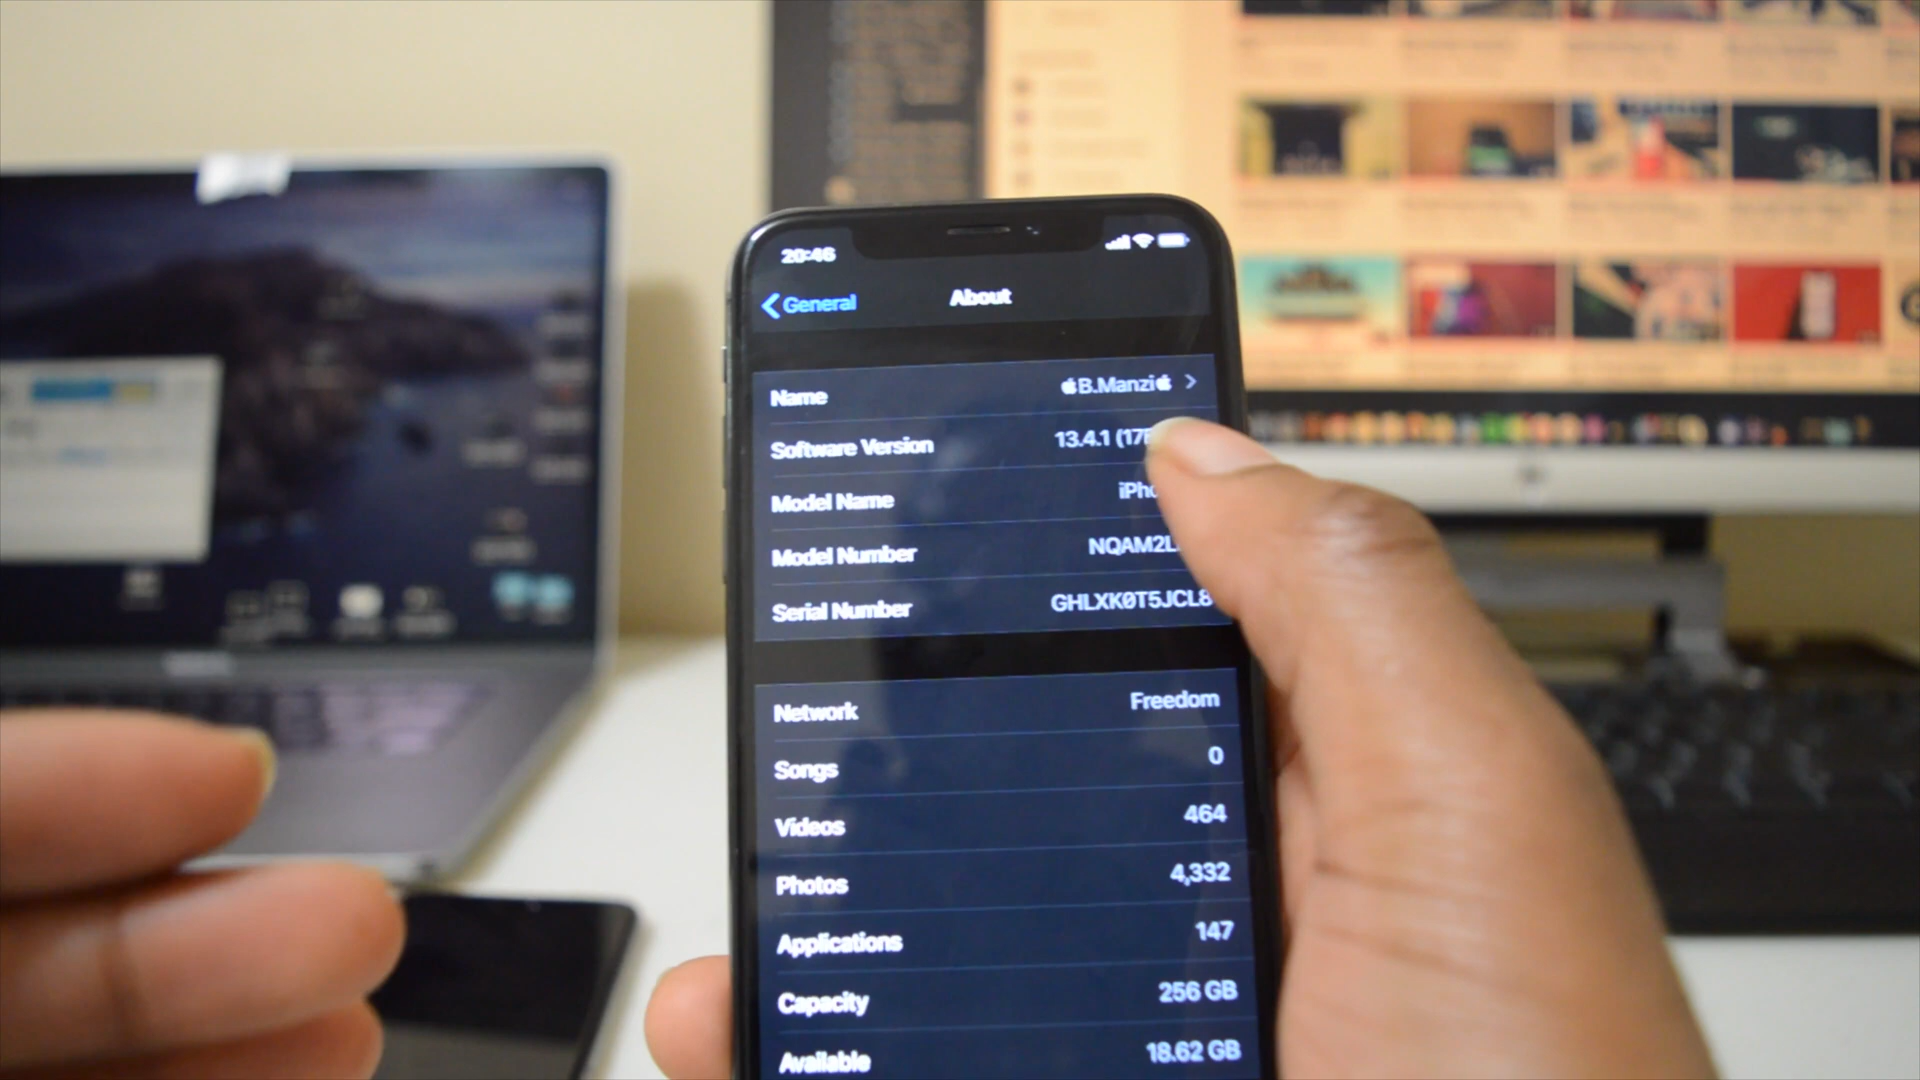 20:46
General
About
Name B.Manzi
Software Version 13.4.1 (17
Model Name iPho
Model Number NQAM2L
Serial Number GHLXK0T5JCL8
Network Freedom
Songs 0
Videos 464
Photos 4,332
Applications 147
Capacity 256 GB
Available 18.62 GB